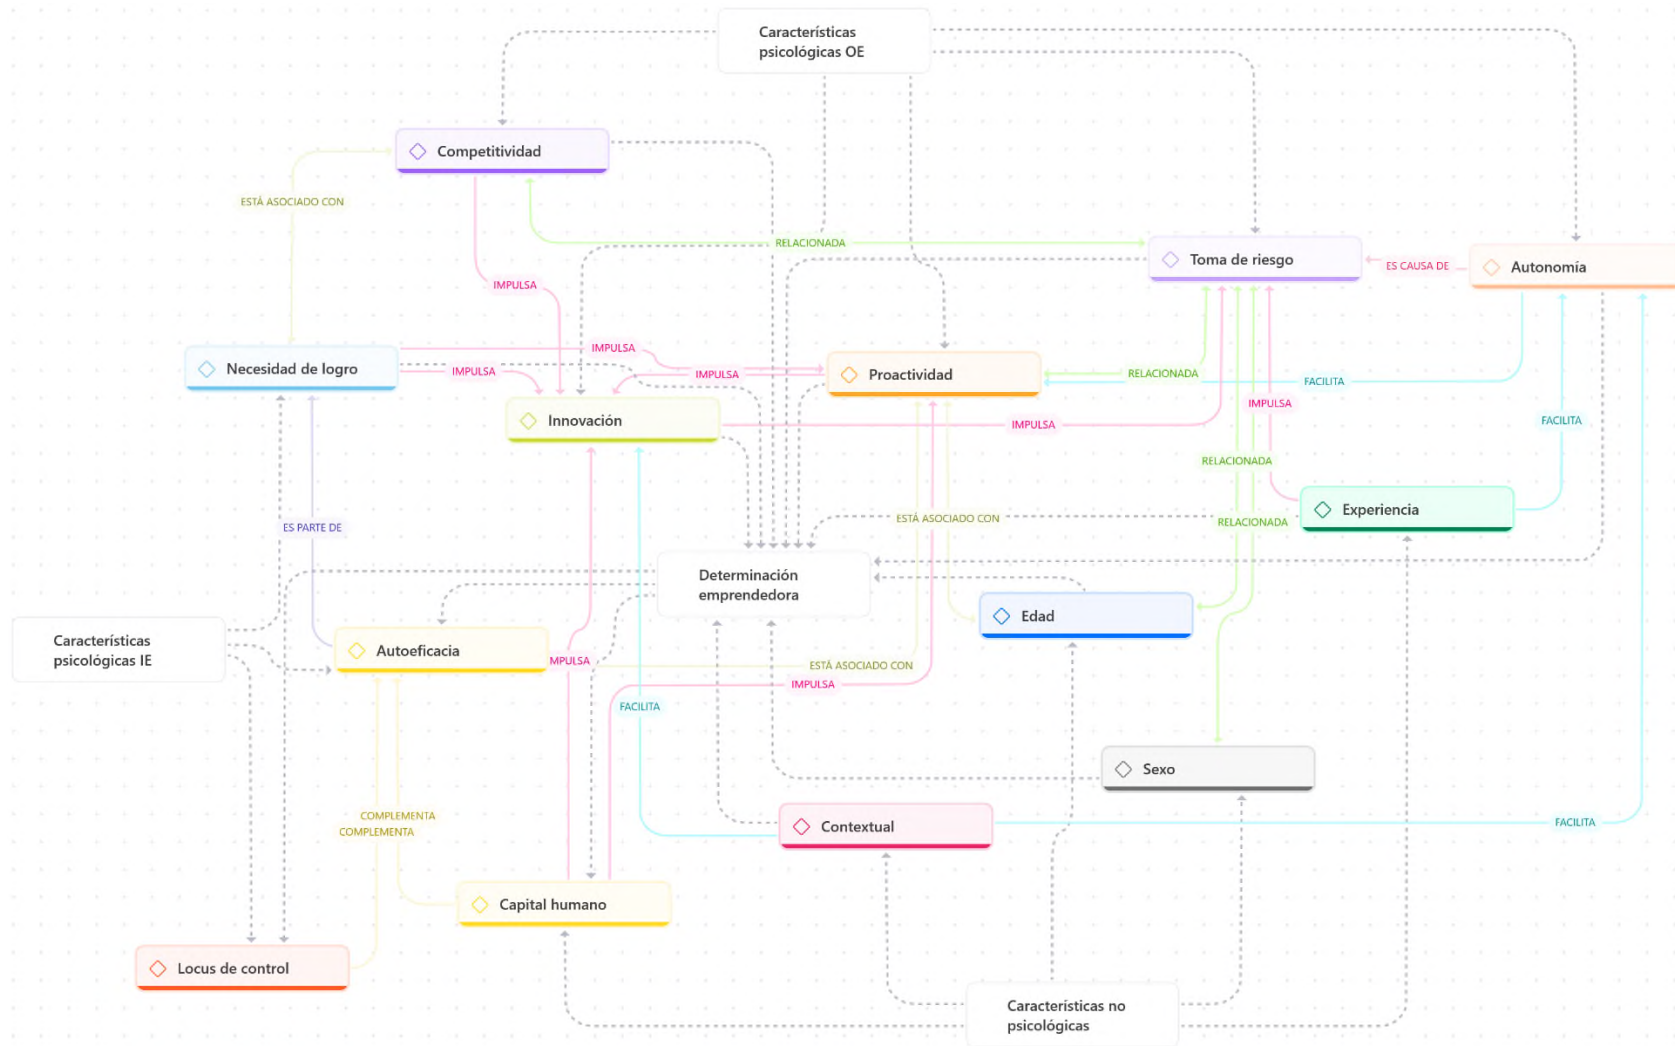 Características
psicológicas OE
Competitividad
ESTÁ ASOCIADO CON
RELACIONADA
Toma de riesgo
ES CAUSA DE
Autonomía
IMPULSA
IMPULSA
Necesidad de logro
IMPULSA
IMPULSA
Proactividad
RELACIONADA
FACILITA
IMPULSA
Innovación
IMPULSA
FACILITA
RELACIONADA
Experiencia
ES PARTE DE
ESTÁ ASOCIADO CON
RELACIONADA
Determinación
emprendedora
Edad
Características
psicológicas IE
Autoeficacia
MPULSA
ESTÁ ASOCIADO CON
IMPULSA
FACILITA
Sexo
COMPLEMENTA
COMPLEMENTA
Contextual
FACILITA
Capital humano
Locus de control
Características no
psicológicas